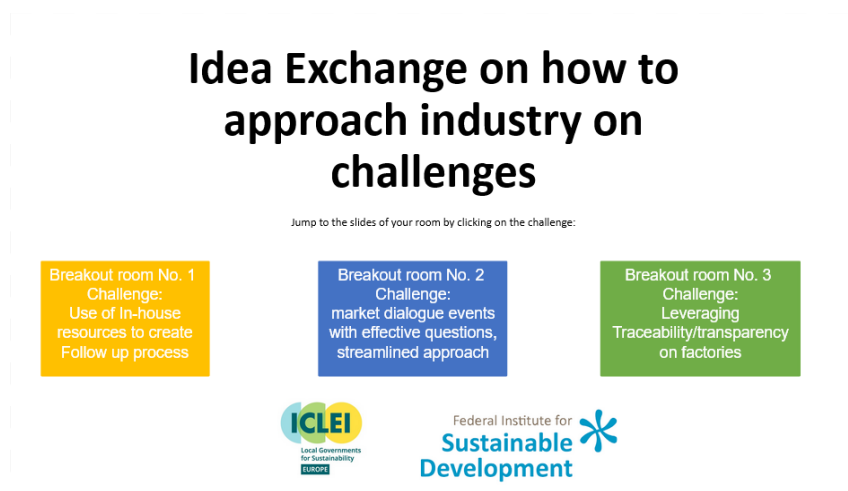 Idea Exchange on how to
approach industry on
challenges
Jump to the slides of your room by clicking on the challenge:
Breakout room No. 1
Challenge:
Use of In-house
resources to create
Follow up process
Breakout room No. 2
Challenge:
market dialogue events
with effective questions,
streamlined approach
Breakout room No. 3
Challenge:
Leveraging
Traceability/transparency
on factories
ICLEI
Local Governments
for Sustainability
EUROPE
Federal Institute for
Sustainable
Development